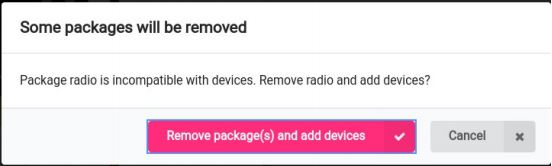 Some packages will be removed
Package radio is incompatible with devices. Remove radio and add devices?
Remove package(s) and add devices
Cancel